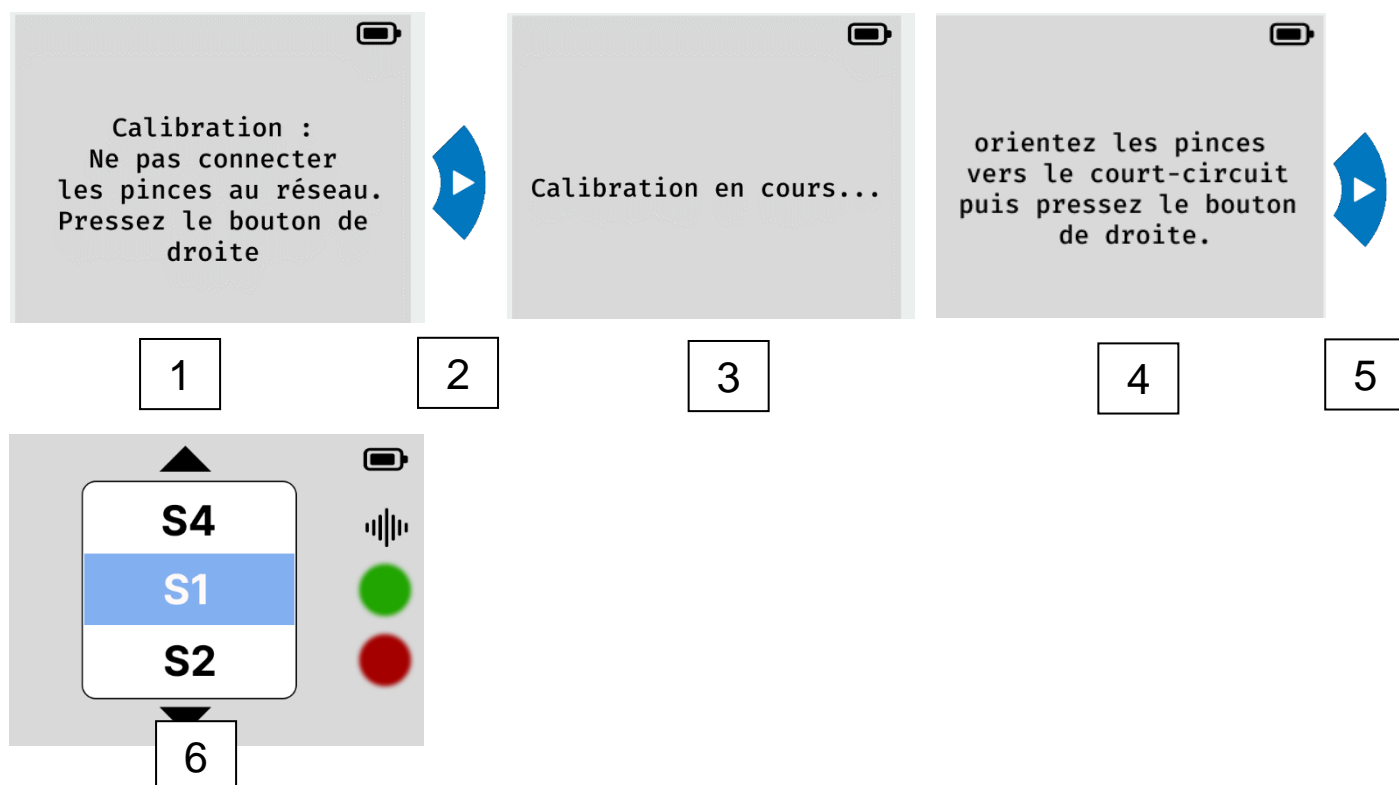 Calibration :
Ne pas connecter
les pinces au réseau.
Pressez le bouton de
droite
Calibration en cours...
orientez les pinces
vers le court-circuit
puis pressez le bouton
de droite.
1
2
3
4
5
S4
S1
S2
6